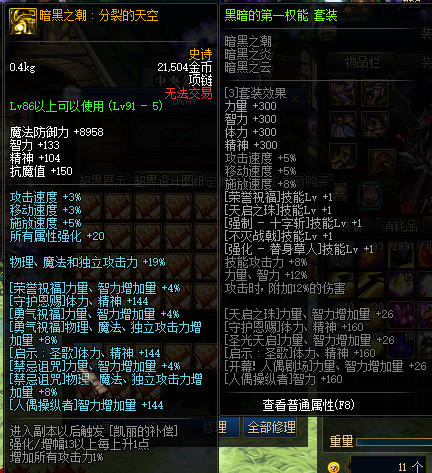 暗黑之潮：分裂的天空
史诗
0.4kg
21,504金币
项链
无法交易
Lv86以上可以使用 (Lv91 - 5)
魔法防御力 +8958
智力 +133
精神 +104
抗魔值 +150
攻击速度 +3%
移动速度 +3%
施放速度 +5%
所有属性强化 +20
物理、魔法和独立攻击力 +19%
[荣誉祝福]力量、智力增加量 +4%
[守护恩赐]体力、精神 +144
[勇气祝福]力量、智力增加量 +4%
[勇气祝福]物理、魔法、独立攻击力增
加量 +8%
[启示：圣歌]体力、精神 +144
[禁忌诅咒]力量、智力增加量 +4%
[禁忌诅咒]物理、魔法、独立攻击力增
加量 +8%
[人偶操纵者]智力增加量 +144
进入副本以后触发 [凯丽的补偿]
强化/增幅13以上每上升1点
增加所有攻击力1%
暗黑的第一权能 套装
暗黑之潮
暗黑之炎
暗黑之云
[3]套装效果
力量 +300
智力 +300
体力 +300
精神 +300
攻击速度 +5%
移动速度 +5%
施放速度 +8%
[荣誉祝福]技能Lv +1
[天启之珠]技能Lv +1
[强制 - 十字斩]技能Lv +1
[不灭战戟]技能Lv +1
[强化 - 替身草人]技能Lv +1
技能攻击力 +8%
力量、智力 +12%
攻击时，附加12%的伤害
[天启之珠]力量、智力增加量 +26
[守护恩赐]体力、精神 +160
[圣光天启]力量、智力增加量 +26
[启示：圣歌]体力、精神 +160
[开幕！人偶剧场]力量、智力增加量 +26
[人偶操纵者]智力增加量 +160
查看普通属性(F8)
物品栏
装
消耗品
修理
全部修理
重量
11 个